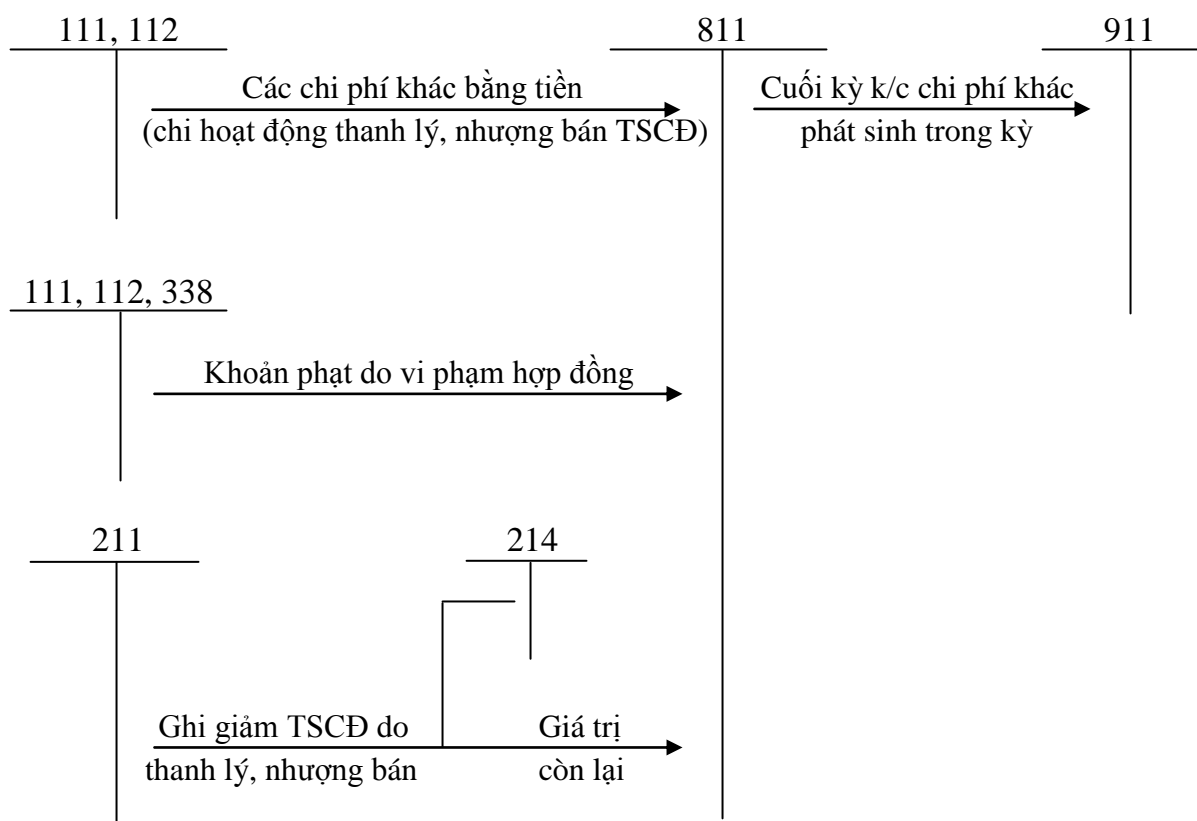 111, 112
811
911
Các chi phí khác bằng tiền
(chi hoạt động thanh lý, nhượng bán TSCĐ)
Cuối kỳ k/c chi phí khác
phát sinh trong kỳ
111, 112, 338
Khoản phạt do vi phạm hợp đồng
211
214
Ghi giảm TSCĐ do
thanh lý, nhượng bán
Giá trị
còn lại